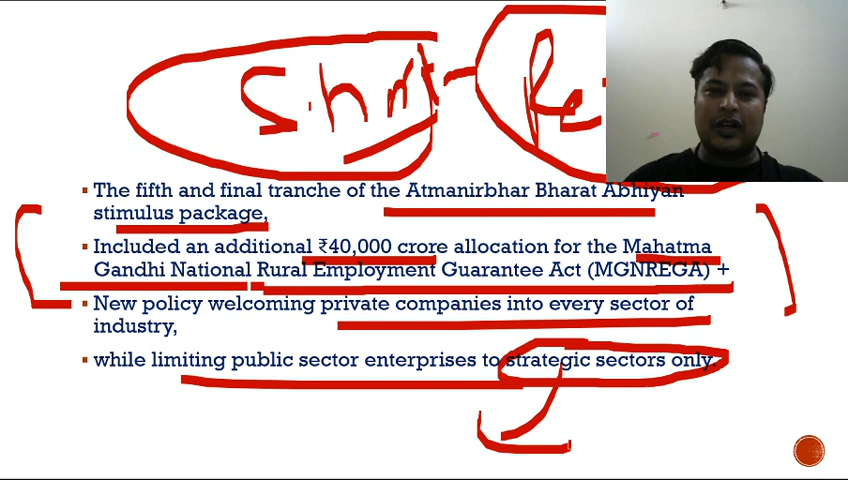 The fifth and final tranche of the Atmanirbhar Bharat Abhiyan
stimulus package,
Included an additional ₹40,000 crore allocation for the Mahatma
Gandhi National Rural Employment Guarantee Act (MGNREGA) +
New policy welcoming private companies into every sector of
industry,
while limiting public sector enterprises to strategic sectors only.